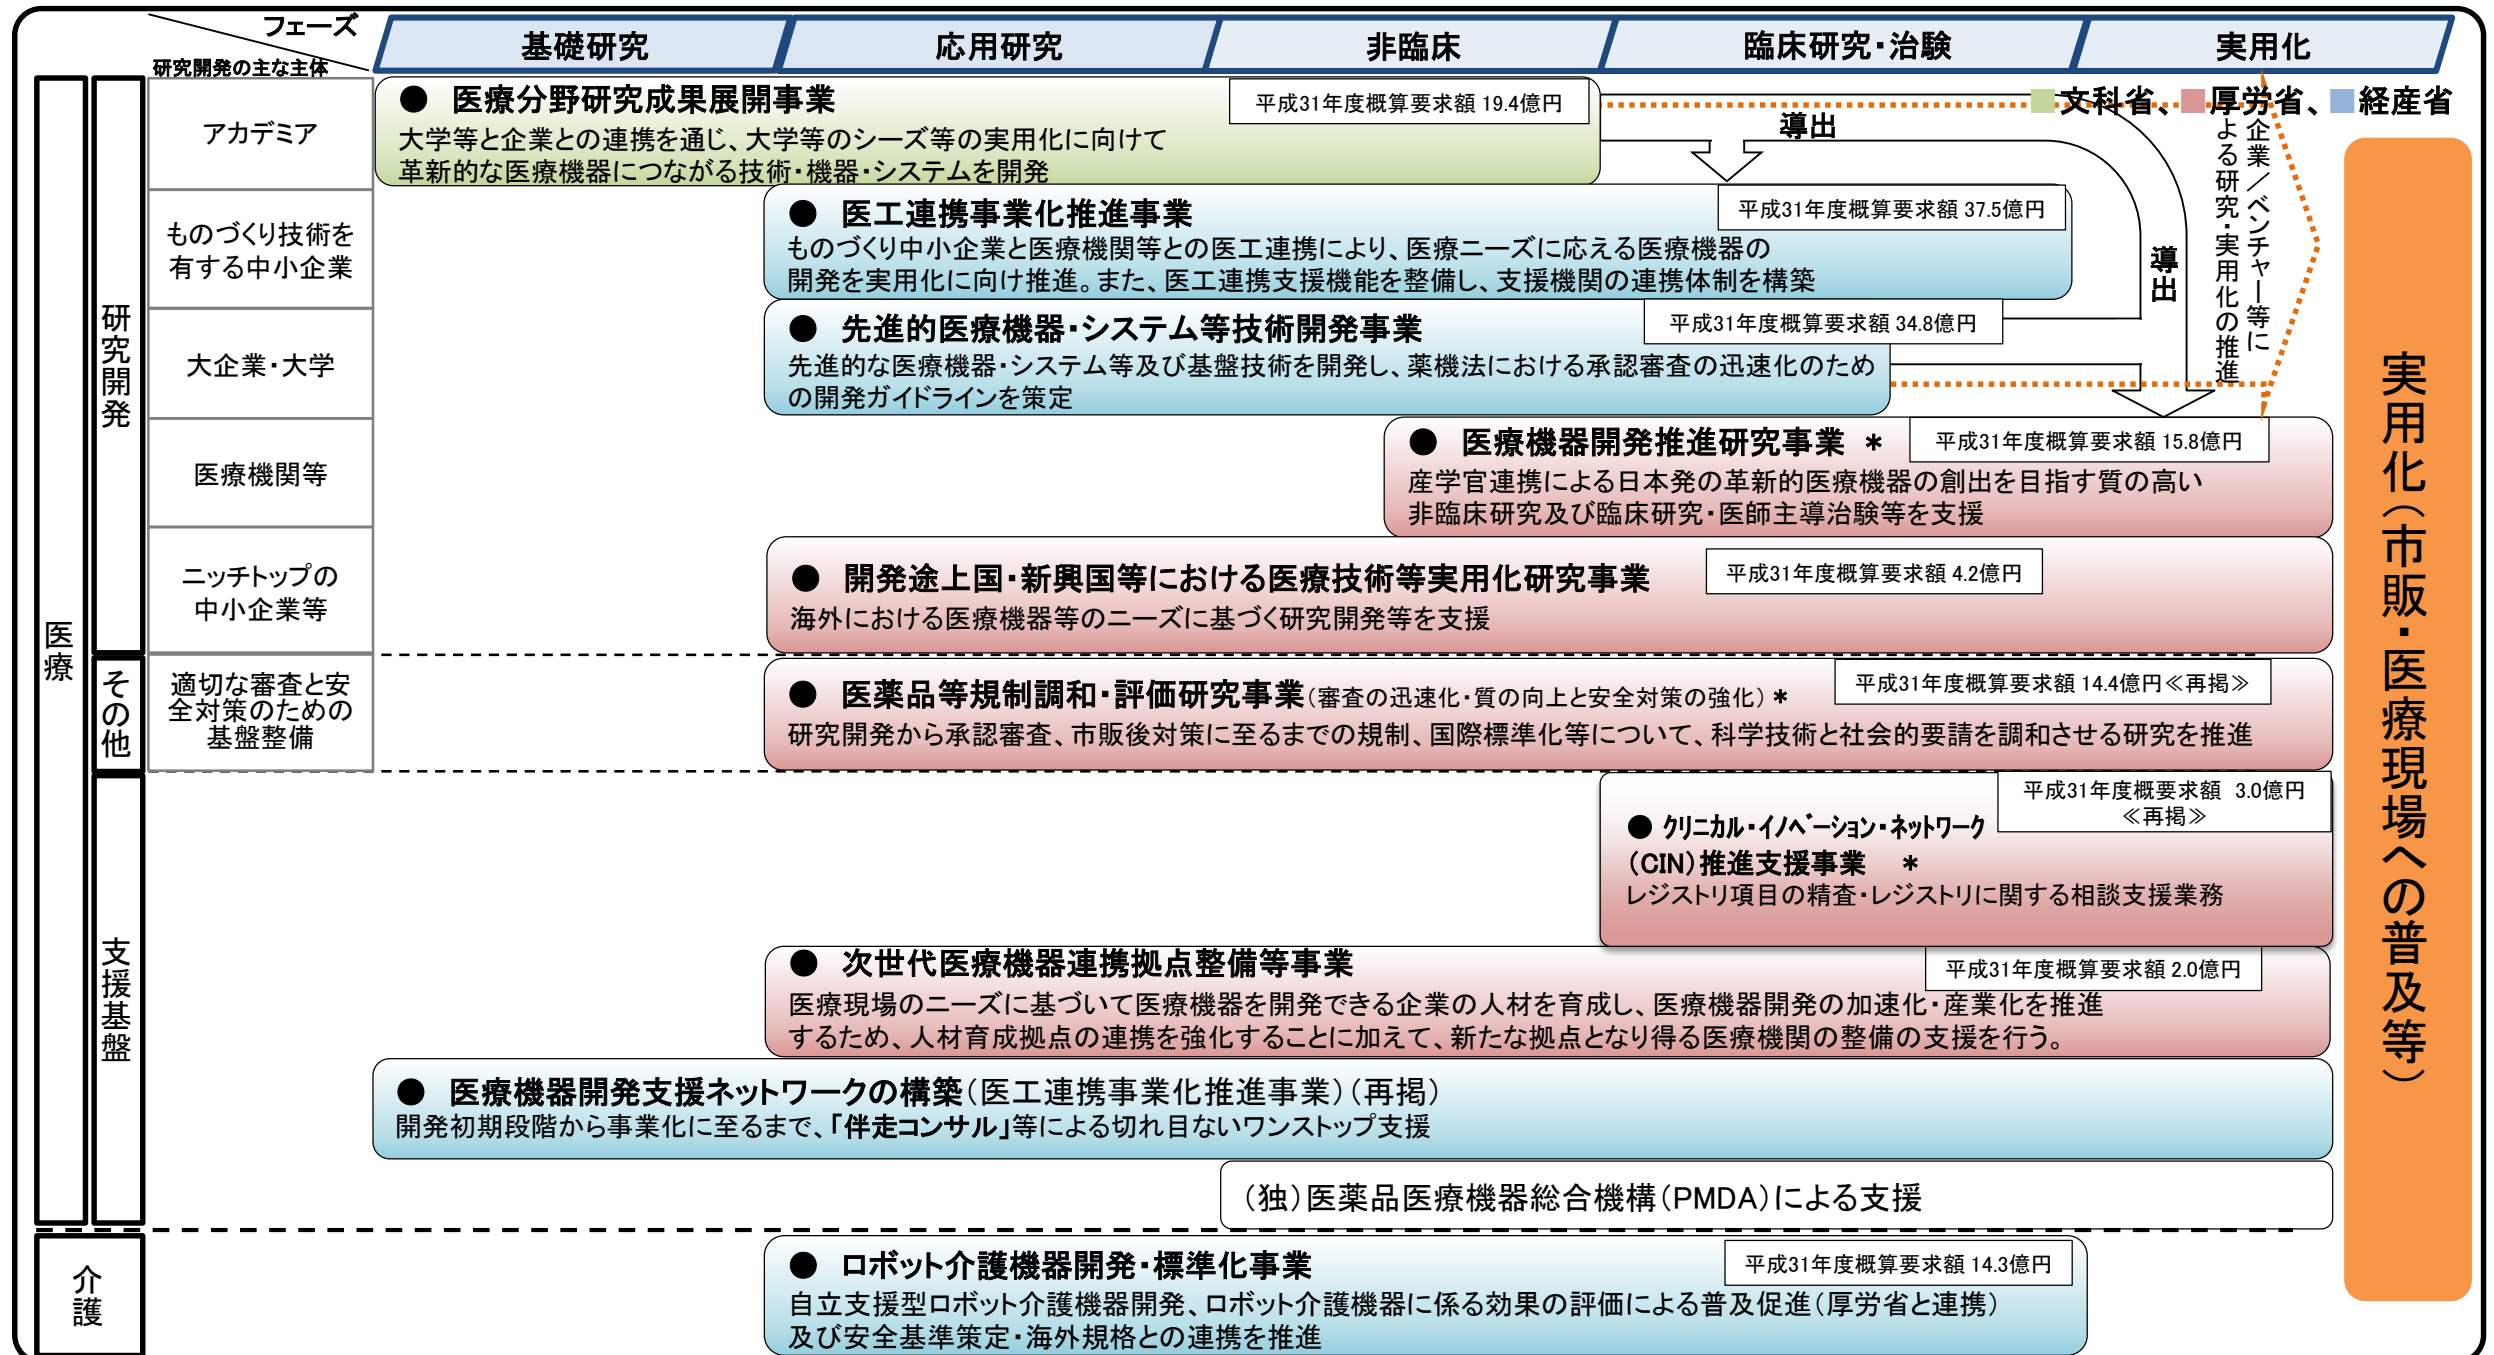 フェーズ
研究開発の主な主体
基礎研究
応用研究
非臨床
臨床研究・治験
実用化
■文科省、■厚労省、■経産省
医療
研究開発
アカデミア
ものづくり技術を
有する中小企業
大企業・大学
医療機関等
ニッチトップの
中小企業等
その他
適切な審査と安
全対策のための
基盤整備
支援基盤
介護
● 医療分野研究成果展開事業
平成31年度概算要求額 19.4億円
大学等と企業との連携を通じ、大学等のシーズ等の実用化に向けて
革新的な医療機器につながる技術・機器・システムを開発
導出
導出
企業／ベンチャー等に
よる研究・実用化の推進
● 医工連携事業化推進事業
平成31年度概算要求額 37.5億円
ものづくり中小企業と医療機関等との医工連携により、医療ニーズに応える医療機器の
開発を実用化に向け推進。また、医工連携支援機能を整備し、支援機関の連携体制を構築
● 先進的医療機器・システム等技術開発事業
平成31年度概算要求額 34.8億円
先進的な医療機器・システム等及び基盤技術を開発し、薬機法における承認審査の迅速化のため
の開発ガイドラインを策定
● 医療機器開発推進研究事業 ＊
平成31年度概算要求額 15.8億円
産学官連携による日本発の革新的医療機器の創出を目指す質の高い
非臨床研究及び臨床研究・医師主導治験等を支援
● 開発途上国・新興国等における医療技術等実用化研究事業
平成31年度概算要求額 4.2億円
海外における医療機器等のニーズに基づく研究開発等を支援
● 医薬品等規制調和・評価研究事業（審査の迅速化・質の向上と安全対策の強化）＊
平成31年度概算要求額 14.4億円≪再掲≫
研究開発から承認審査、市販後対策に至るまでの規制、国際標準化等について、科学技術と社会的要請を調和させる研究を推進
平成31年度概要求額 3.0億円
≪再掲≫
● ｸﾘﾆｶﾙ・ｲﾉﾍﾞｰｼｮﾝ・ﾈｯﾄﾜｰｸ
（CIN）推進支援事業 ＊
レジストリ項目の精査・レジストリに関する相談支援業務
● 次世代医療機器連携拠点整備等事業
平成31年度概算要求額 2.0億円
医療現場のニーズに基づいて医療機器を開発できる企業の人材を育成し、医療機器開発の加速化・産業化を推進
するため、人材育成拠点の連携を強化することに加えて、新たな拠点となり得る医療機関の整備の支援を行う。
● 医療機器開発支援ネットワークの構築（医工連携事業化推進事業）（再掲）
開発初期段階から事業化に至るまで、「伴走コンサル」等による切れ目ないワンストップ支援
（独）医薬品医療機器総合機構（PMDA）による支援
● ロボット介護機器開発・標準化事業
平成31年度概算要求額 14.3億円
自立支援型ロボット介護機器開発、ロボット介護機器に係る効果の評価による普及促進（厚労省と連携）
及び安全基準策定・海外規格との連携を推進
実用化（市販・医療現場への普及等）